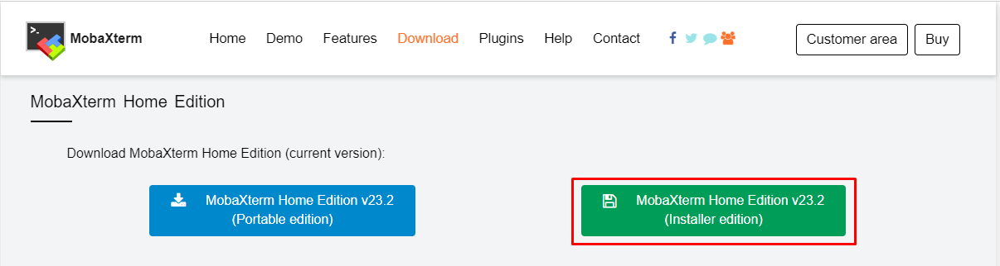 >_
MobaXterm Home Demo Features Download Plugins Help Contact Customer area Buy
MobaXterm Home Edition
Download MobaXterm Home Edition (current version):
MobaXterm Home Edition v23.2
(Portable edition)
MobaXterm Home Edition v23.2
(Installer edition)